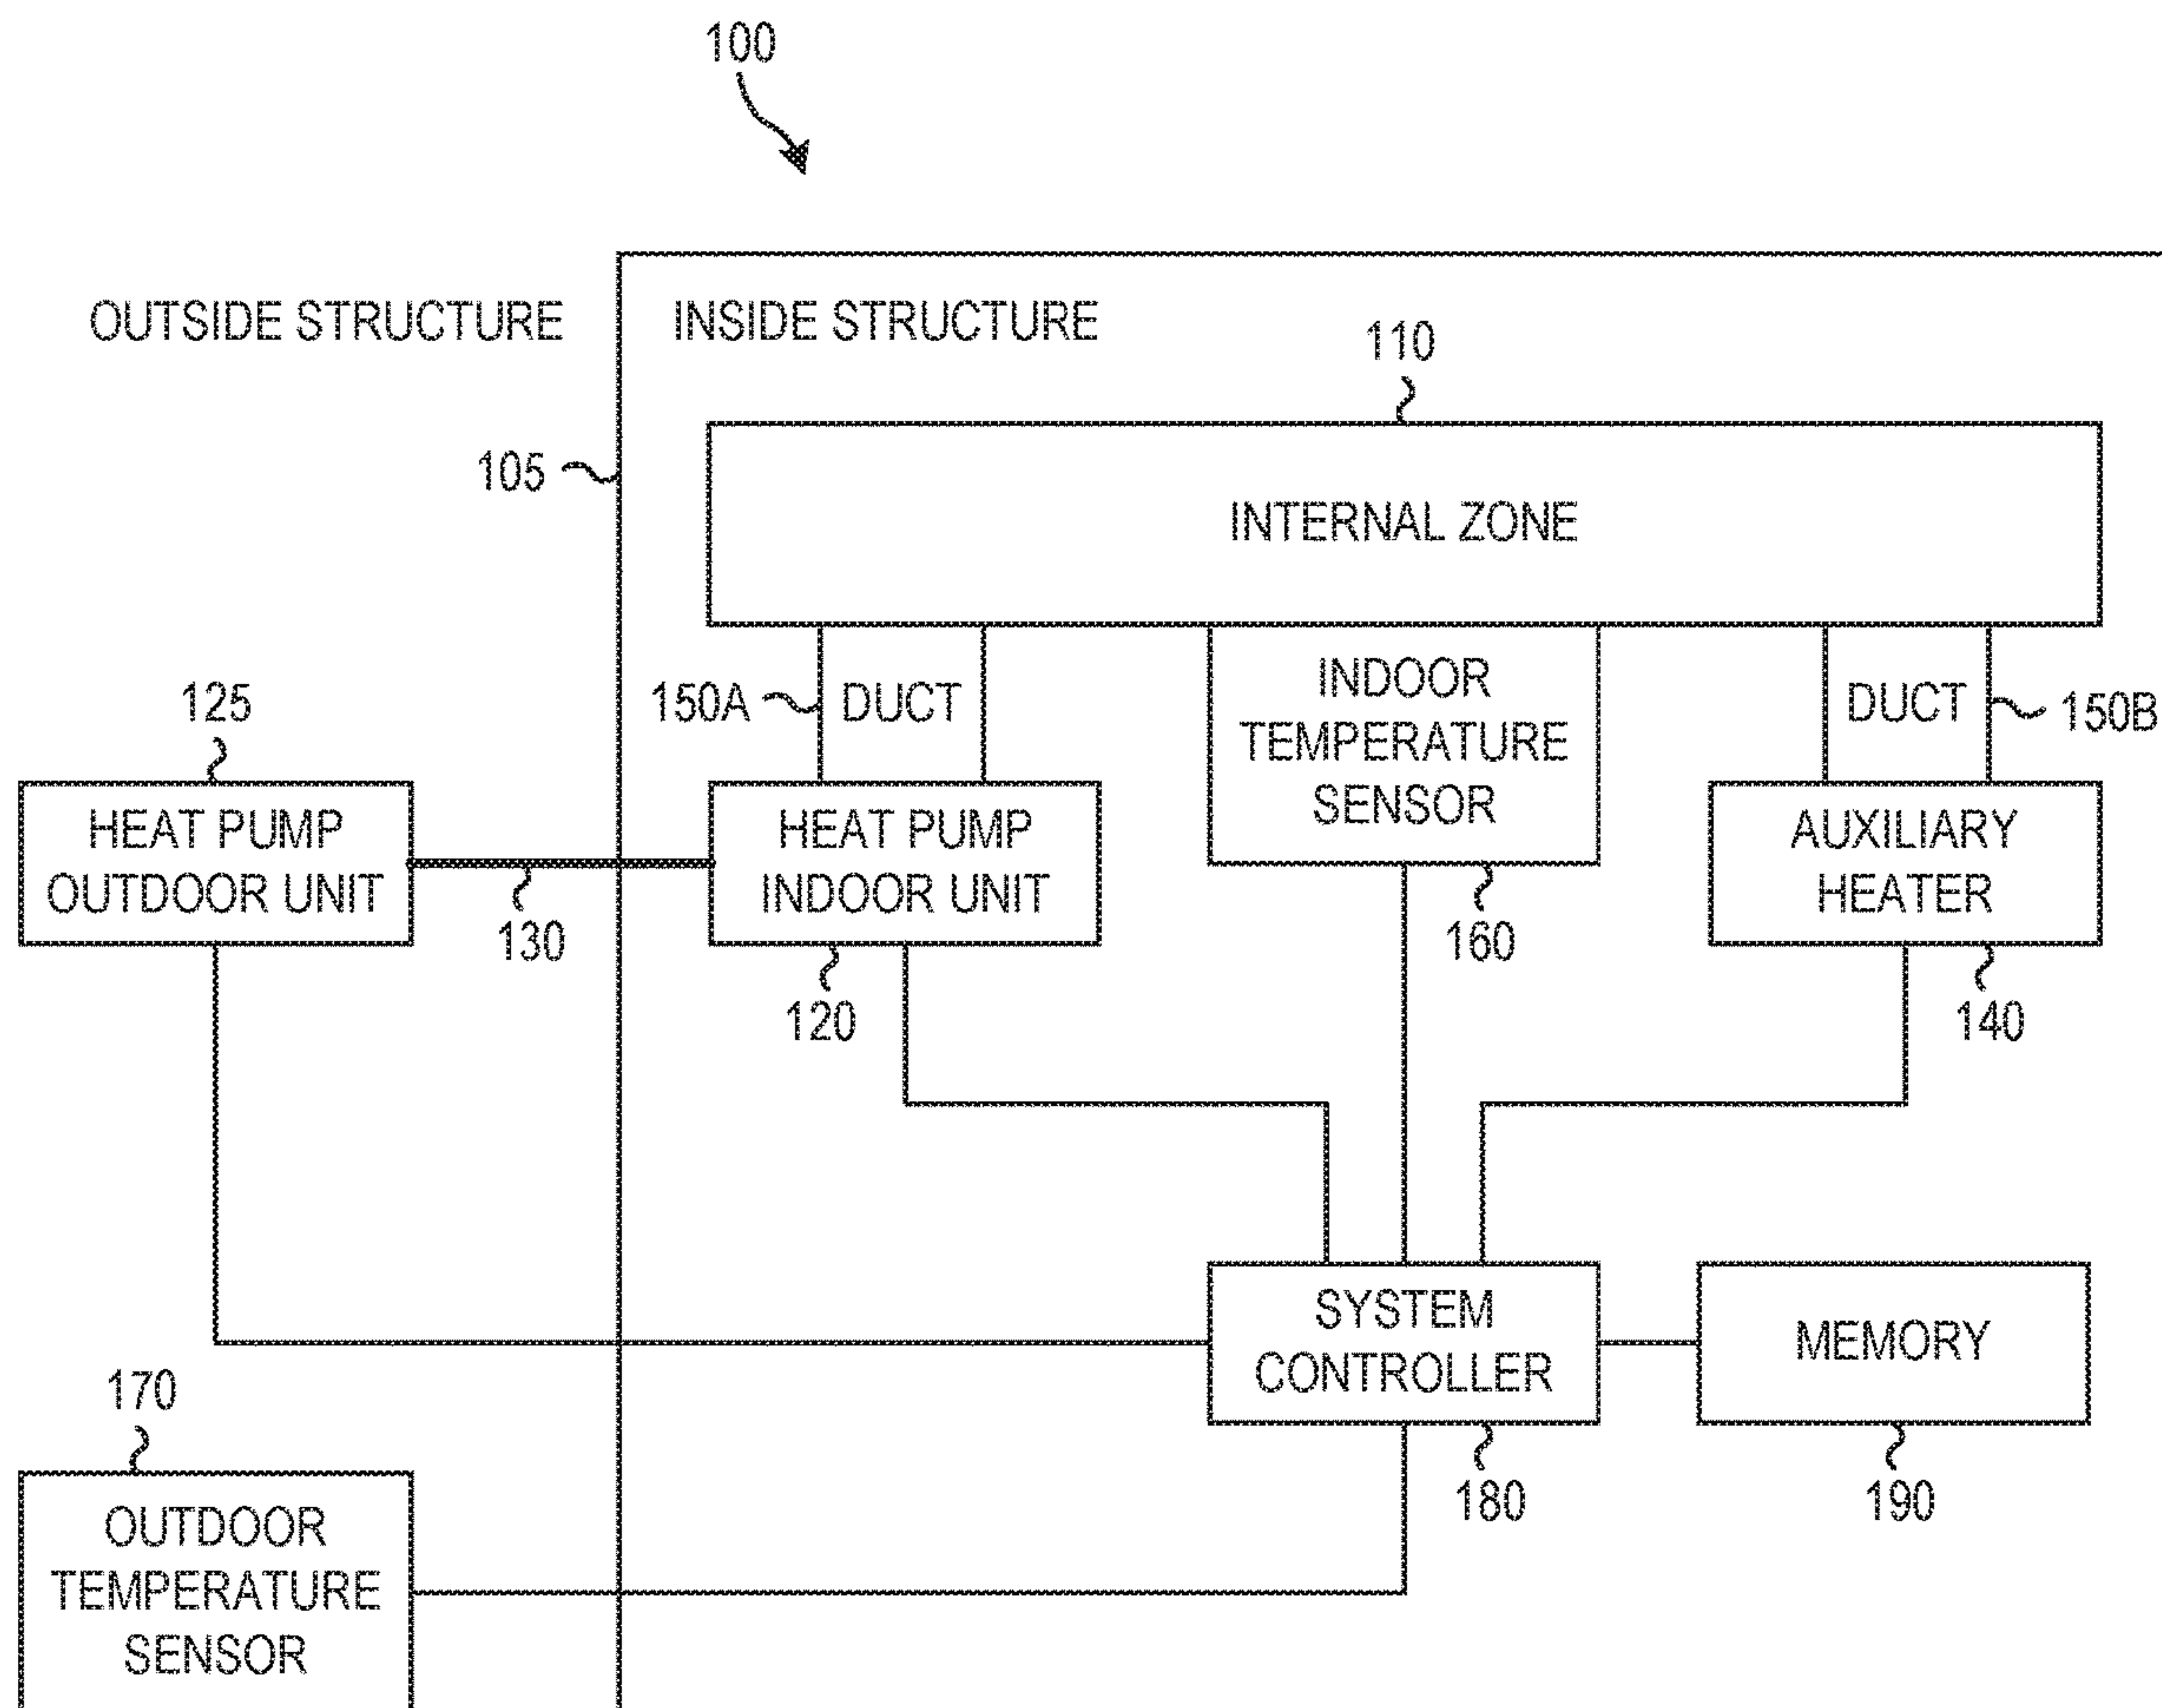 100
OUTSIDE STRUCTURE
INSIDE STRUCTURE
110
105
INTERNAL ZONE
150A
DUCT
INDOOR
TEMPERATURE
SENSOR
DUCT
150B
125
HEAT PUMP
OUTDOOR UNIT
130
HEAT PUMP
INDOOR UNIT
120
160
AUXILIARY
HEATER
140
SYSTEM
CONTROLLER
180
MEMORY
190
170
OUTDOOR
TEMPERATURE
SENSOR